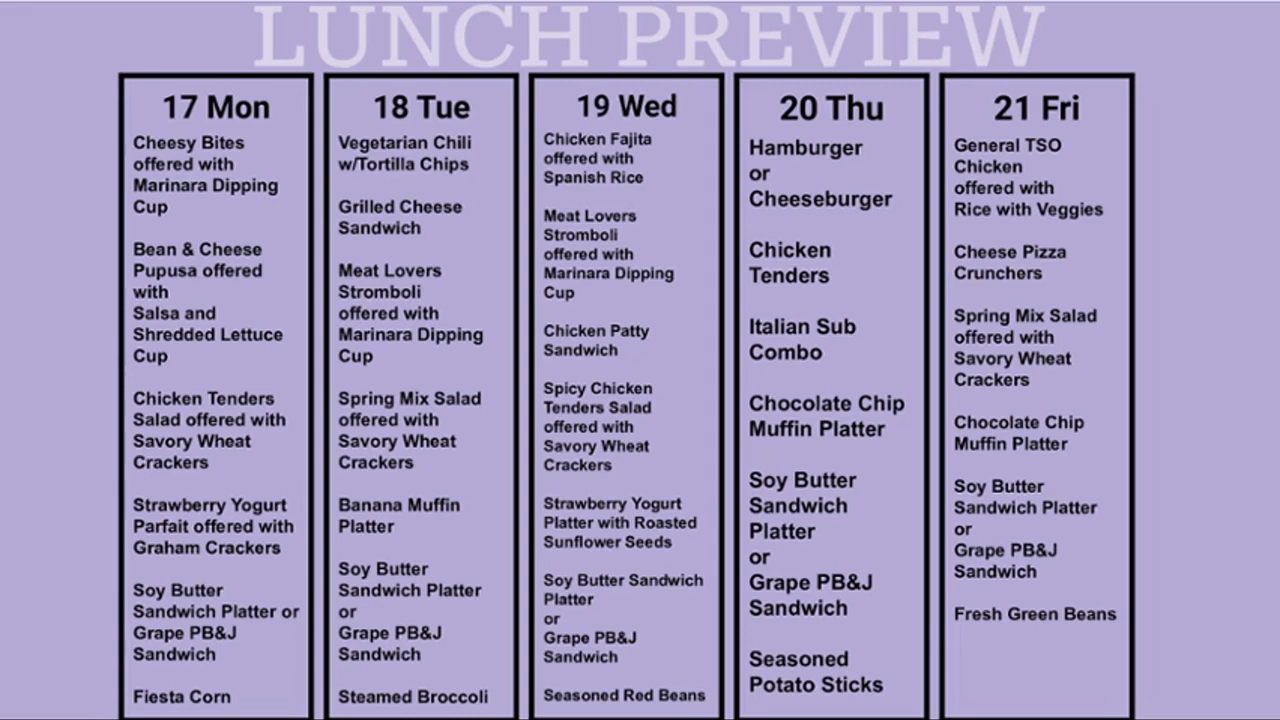 LUNCH PREVIEW
17 Mon
Cheesy Bites
offered with
Marinara Dipping
Cup
Bean & Cheese
Pupusa offered
with
Salsa and
Shredded Lettuce
Cup
Chicken Tenders
Salad offered with
Savory Wheat
Crackers
Strawberry Yogurt
Parfait offered with
Graham Crackers
Soy Butter
Sandwich Platter or
Grape PB&J
Sandwich
Fiesta Corn
18 Tue
Vegetarian Chili
w/Tortilla Chips
Grilled Cheese
Sandwich
Meat Lovers
Stromboli
offered with
Marinara Dipping
Cup
Spring Mix Salad
offered with
Savory Wheat
Crackers
Banana Muffin
Platter
Soy Butter
Sandwich Platter
or
Grape PB&J
Sandwich
Steamed Broccoli
19 Wed
Chicken Fajita
offered with
Spanish Rice
Meat Lovers
Stromboli
offered with
Marinara Dipping
Cup
Chicken Patty
Sandwich
Spicy Chicken
Tenders Salad
offered with
Savory Wheat
Crackers
Strawberry Yogurt
Platter with Roasted
Sunflower Seeds
Soy Butter Sandwich
Platter
or
Grape PB&J
Sandwich
Seasoned Red Beans
20 Thu
Hamburger
or
Cheeseburger
Chicken
Tenders
Italian Sub
Combo
Chocolate Chip
Muffin Platter
Soy Butter
Sandwich
Platter
or
Grape PB&J
Sandwich
Seasoned
Potato Sticks
21 Fri
General TSO
Chicken
offered with
Rice with Veggies
Cheese Pizza
Crunchers
Spring Mix Salad
offered with
Savory Wheat
Crackers
Chocolate Chip
Muffin Platter
Soy Butter
Sandwich Platter
or
Grape PB&J
Sandwich
Fresh Green Beans